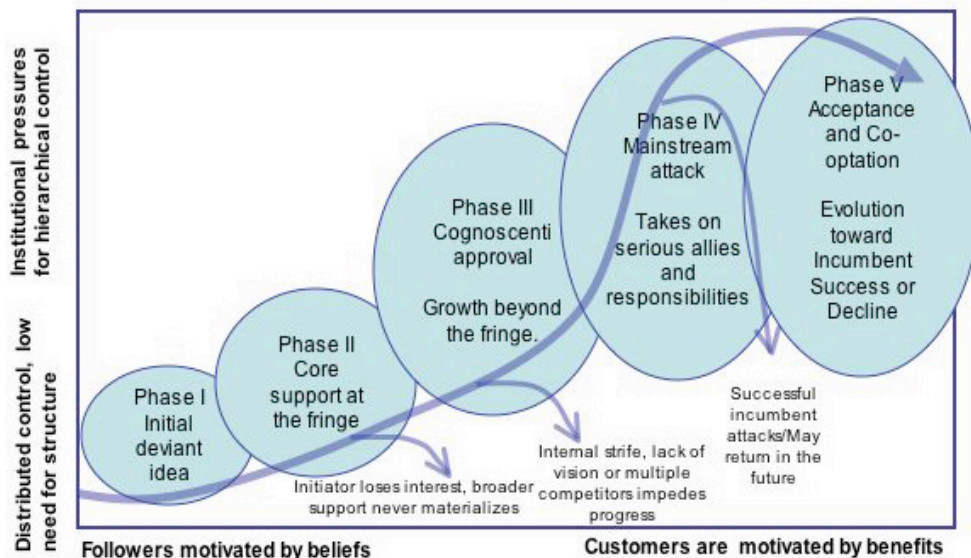 Institutional pressures
for hierarchical control
Distributed control, low
need for structure
Phase I
Initial
deviant
idea
Phase II
Core
support at
the fringe
Phase III
Cognoscenti
approval
Growth beyond
the fringe.
Phase IV
Mainstream
attack
Takes on
serious allies
and
responsibilities
Phase V
Acceptance
and Co-
optation
Evolution
toward
Incumbent
Success or
Decline
Initiator loses interest, broader
support never materializes
Internal strife, lack of
vision or multiple
competitors impedes
progress
Successful
incumbent
attacks/May
return in the
future
Followers motivated by beliefs
Customers are motivated by benefits